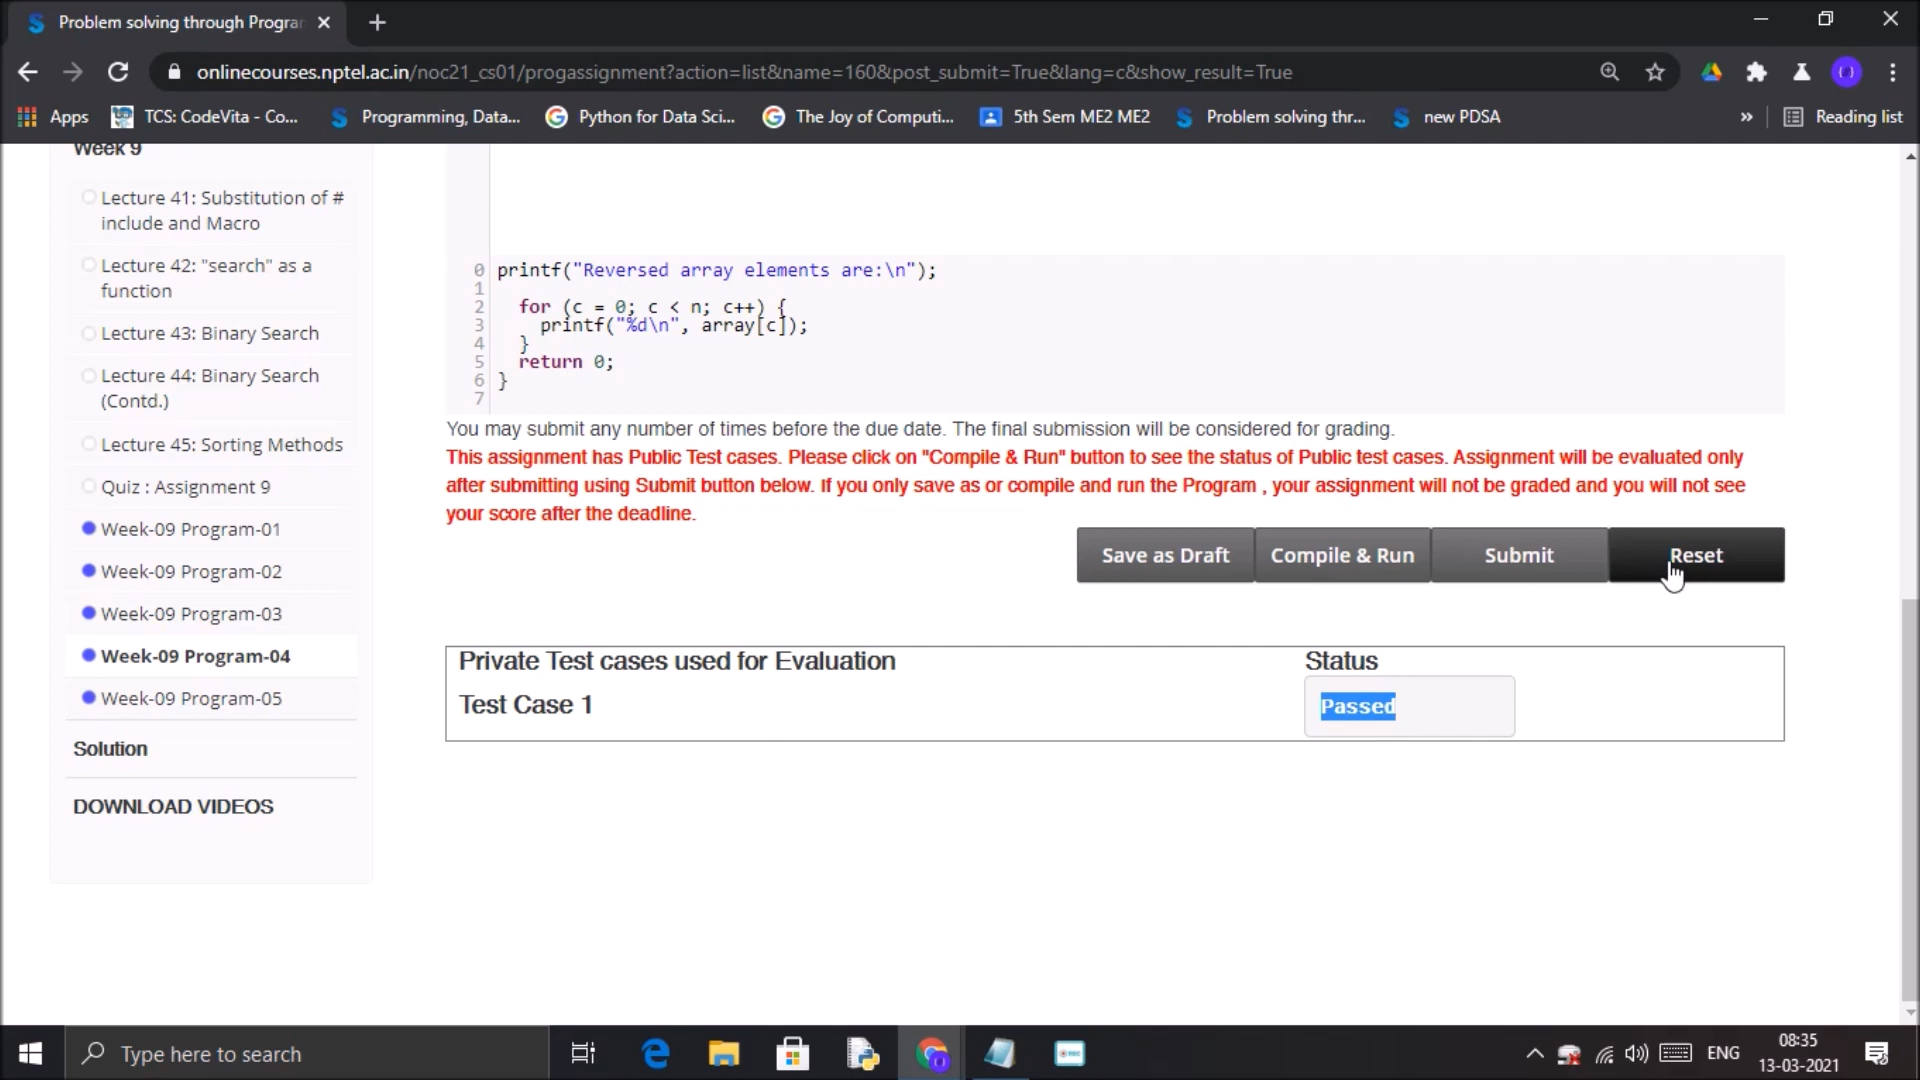 Problem solving through Progra
onlinecourses.nptel.ac.in/noc21_cs01/progassignment?action=list&name=160&post_submit=True&lang=c&show_result=True
Apps
TCS: CodeVita - Co...
Programming, Data...
Python for Data Sci...
The Joy of Computi...
5th Sem ME2 ME2
Problem solving thr...
new PDSA
»
Reading list
Week 9
Lecture 41: Substitution of #
include and Macro
Lecture 42: "search" as a
function
Lecture 43: Binary Search
Lecture 44: Binary Search
(Contd.)
Lecture 45: Sorting Methods
Quiz : Assignment 9
Week-09 Program-01
Week-09 Program-02
Week-09 Program-03
Week-09 Program-04
Week-09 Program-05
Solution
DOWNLOAD VIDEOS
0 printf("Reversed array elements are:\n");
1
2 for (c = 0; c < n; c++) {
3 printf("%d\n", array[c]);
4 }
5 return 0;
6 }
7
You may submit any number of times before the due date. The final submission will be considered for grading.
This assignment has Public Test cases. Please click on "Compile & Run" button to see the status of Public test cases. Assignment will be evaluated only
after submitting using Submit button below. If you only save as or compile and run the Program , your assignment will not be graded and you will not see
your score after the deadline.
Save as Draft
Compile & Run
Submit
Reset
Private Test cases used for Evaluation
Status
Test Case 1
Passed
Type here to search
ENG
08:35
13-03-2021